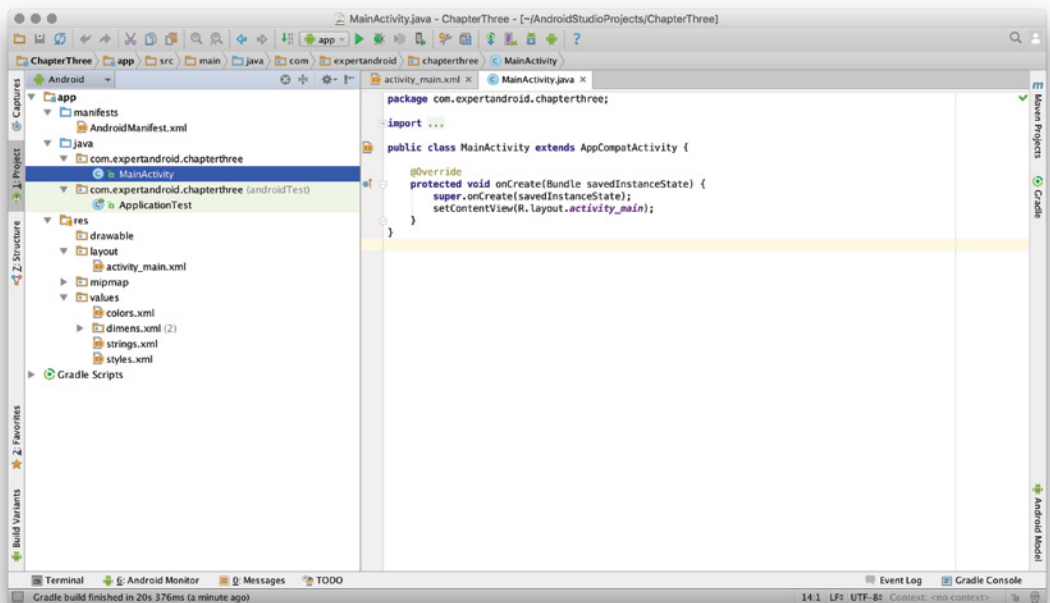 MainActivity.java - ChapterThree - [~/AndroidStudioProjects/ChapterThree]
app
ChapterThree app src main java com expertandroid chapterthree MainActivity
Android
activity_main.xml
MainActivity.java
Captures
1: Project
Z: Structure
2: Favorites
Build Variants
app
manifests
AndroidManifest.xml
java
com.expertandroid.chapterthree
MainActivity
com.expertandroid.chapterthree (androidTest)
ApplicationTest
res
drawable
layout
activity_main.xml
mipmap
values
colors.xml
dimens.xml (2)
strings.xml
styles.xml
Gradle Scripts
package com.expertandroid.chapterthree;
import ...
public class MainActivity extends AppCompatActivity {
@Override
protected void onCreate(Bundle savedInstanceState) {
super.onCreate(savedInstanceState);
setContentView(R.layout.activity_main);
}
}
m Maven Projects
Gradle
Android Model
Terminal 6: Android Monitor 0: Messages TODO Event Log Gradle Console
Gradle build finished in 20s 376ms (a minute ago) 14:1 LF UTF-8 Context: <no context>